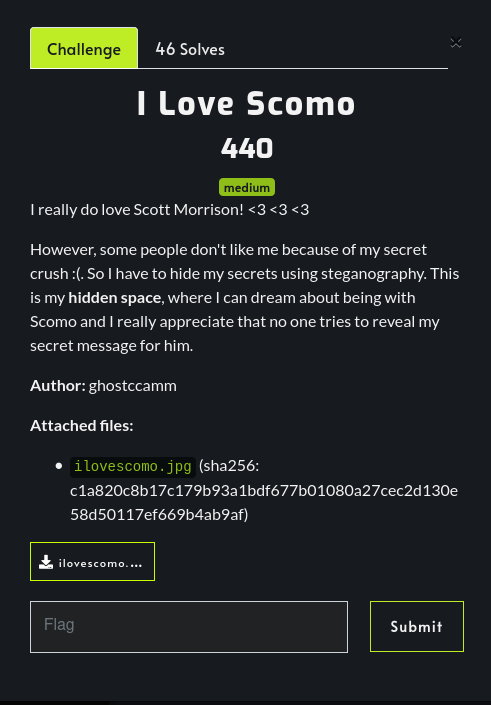 Challenge 46 Solves
I Love Scomo
440
medium
I really do love Scott Morrison! <3 <3 <3
However, some people don't like me because of my secret
crush :(. So I have to hide my secrets using steganography. This
is my hidden space, where I can dream about being with
Scomo and I really appreciate that no one tries to reveal my
secret message for him.
Author: ghostccamm
Attached files:
• ilovescomo.jpg (sha256:
c1a820c8b17c179b93a1bdf677b01080a27cec2d130e
58d50117ef669b4ab9af)
ilovescomo....
Flag
Submit